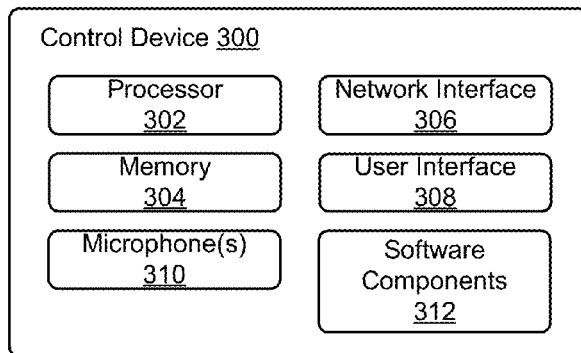 Control Device 300
Processor
302
Network Interface
306
Memory
304
User Interface
308
Microphone(s)
310
Software
Components
312